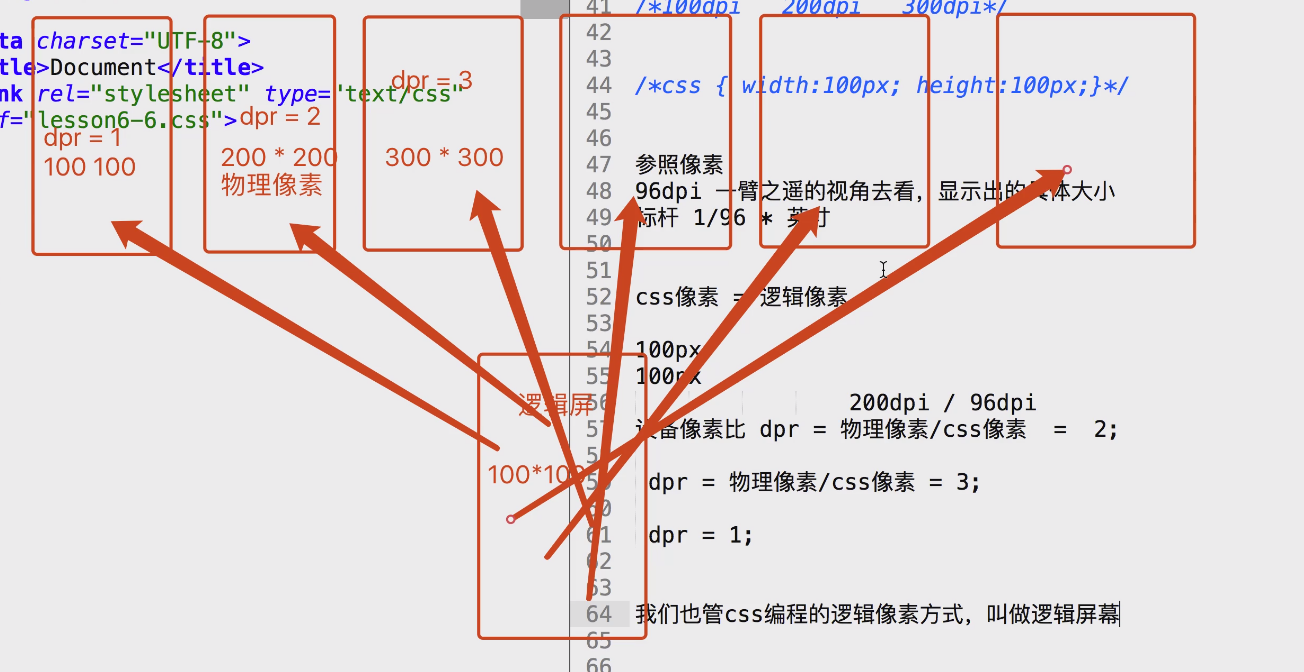 ta charset="UTF-8">
tle>Document</title>
nk rel="stylesheet" type="text/css"
f="lesson6-6.css">
dpr = 1
100 100
dpr = 2
200 * 200
物理像素
dpr = 3
300 * 300
逻辑屏
100*100
41 /*100dpi 200dpi 300dpi*/
42
43
44 /*css { width:100px; height:100px;}*/
45
46
47 参照像素
48 96dpi 一臂之遥的视角去看，显示出的具体大小
49 标杆 1/96 * 英寸
50
51
52 css像素 = 逻辑像素
53
54 100px
55 100px
56 200dpi / 96dpi
57 设备像素比 dpr = 物理像素/css像素 = 2;
58
59 dpr = 物理像素/css像素 = 3;
60
61 dpr = 1;
62
63
64 我们也管css编程的逻辑像素方式，叫做逻辑屏幕
65
66